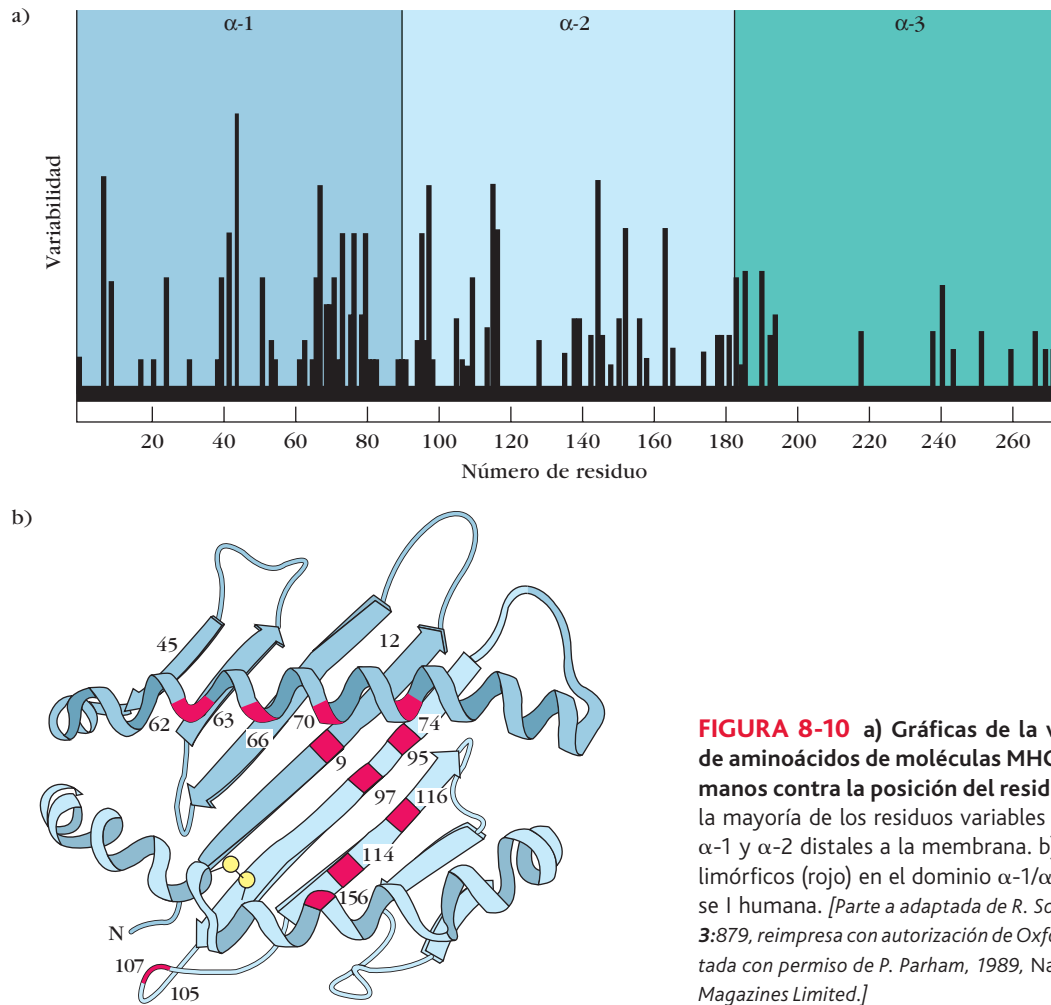 a)
α-1 α-2 α-3
Variabilidad
20 40 60 80 100 120 140 160 180 200 220 240 260
Número de residuo
b)
45
12
62
63
66
70
74
9
95
97
116
114
156
N
107
105
FIGURA 8-10 a) Gráficas de la v
de aminoácidos de moléculas MHC
manos contra la posición del resid
la mayoría de los residuos variables
α-1 y α-2 distales a la membrana. b)
limórficos (rojo) en el dominio α-1/α
se I humana. [Parte a adaptada de R. So
3:879, reimpresa con autorización de Oxfo
tada con permiso de P. Parham, 1989, Na
Magazines Limited.]